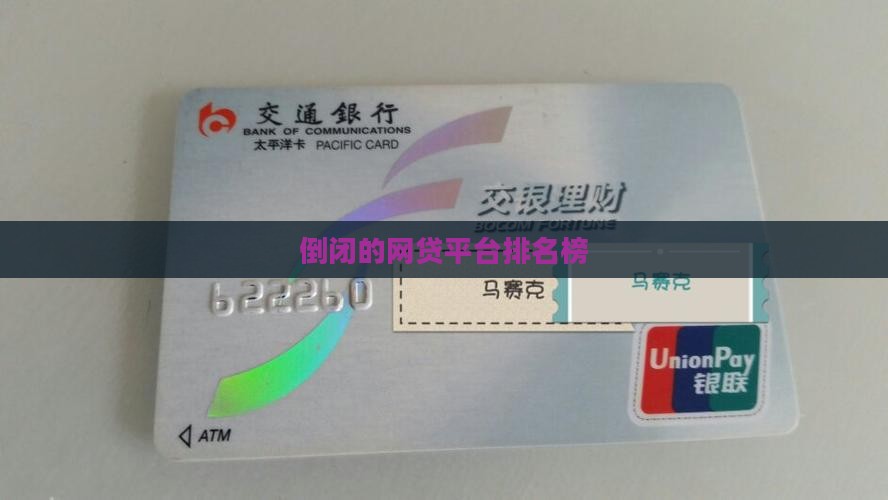 交通銀行
BANK OF COMMUNICATIONS
太平洋卡 PACIFIC CARD
交银理财
BOCOM FORTUNE
倒闭的网贷平台排名榜
622260
马赛克
马赛克
UnionPay
银联
ATM